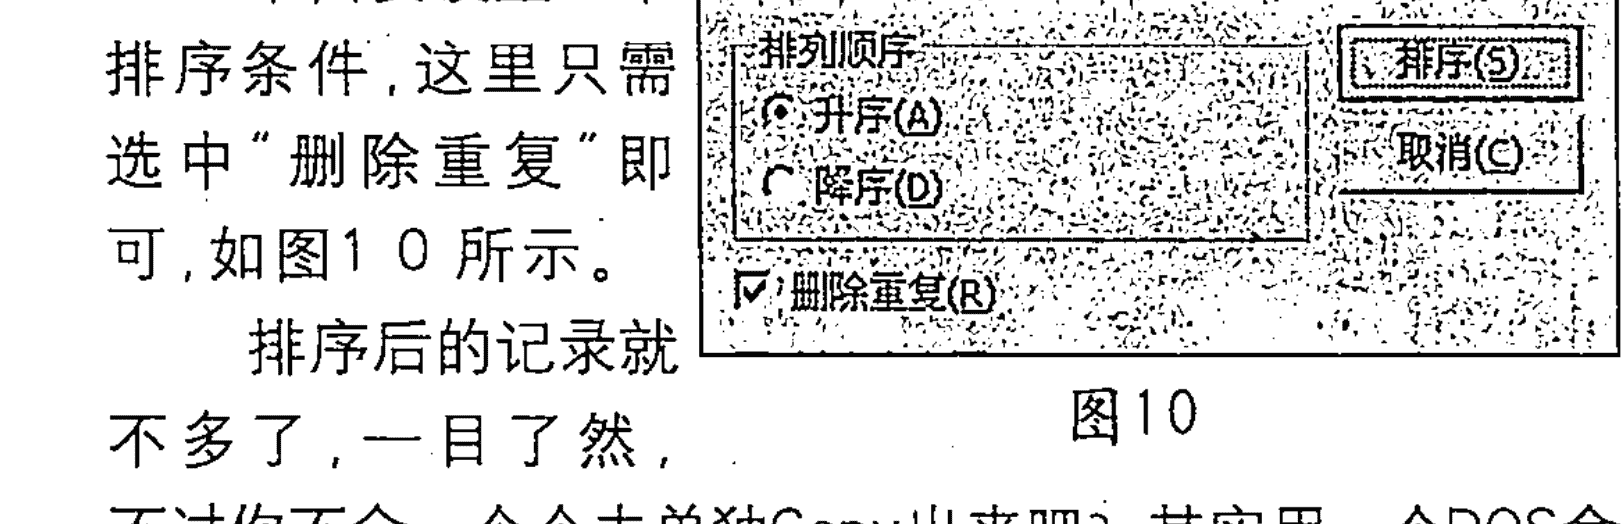 排序条件,这里只需
选中"删除重复"即
可,如图10所示。
排序后的记录就
不多了,一目了然,
排列顺序
升序(A)
降序(D)
删除重复(R)
排序(S)
取消(C)
图10